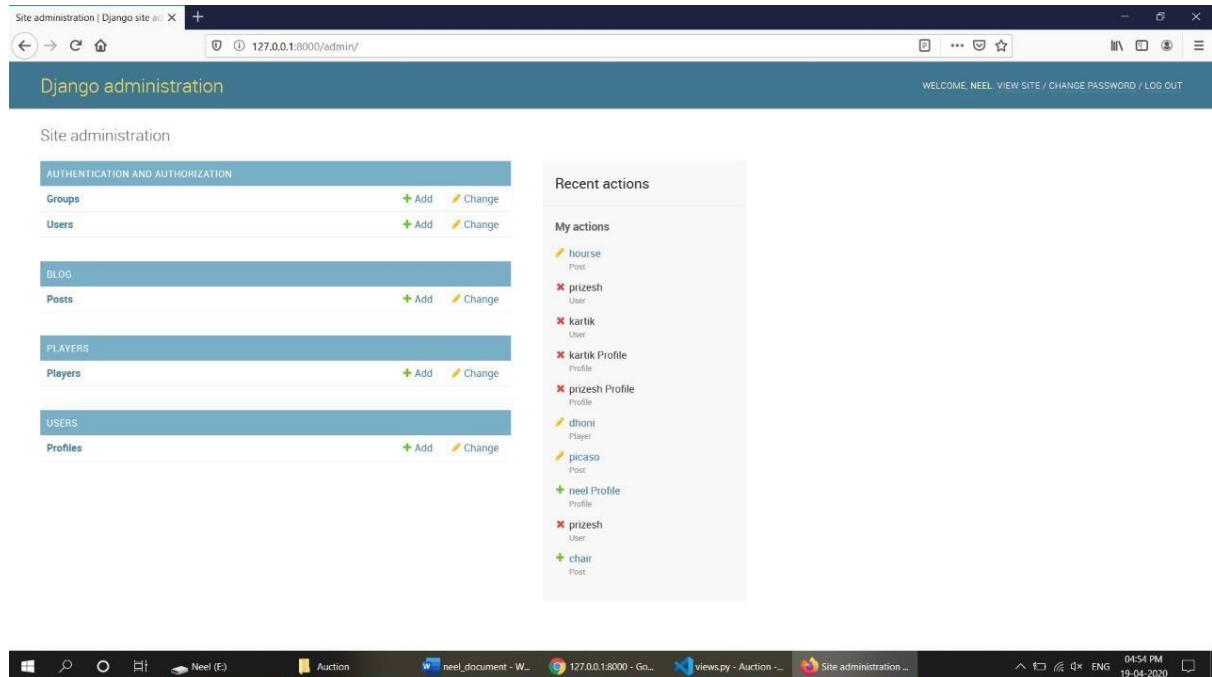 Site administration | Django site ad
127.0.0.1:8000/admin/
Django administration
WELCOME, NEEL. VIEW SITE / CHANGE PASSWORD / LOG OUT
Site administration
AUTHENTICATION AND AUTHORIZATION
Groups Add Change
Users Add Change
BLOG
Posts Add Change
PLAYERS
Players Add Change
USERS
Profiles Add Change
Recent actions
My actions
hourse
Post
prizesh
User
kartik
User
kartik Profile
Profile
prizesh Profile
Profile
dhoni
Player
picaso
Post
neel Profile
Profile
prizesh
User
chair
Post
Neel (E:) Auction neel_document - W... 127.0.0.1:8000 - Go... views.py - Auction -... Site administration ... ENG 04:54 PM
19-04-2020